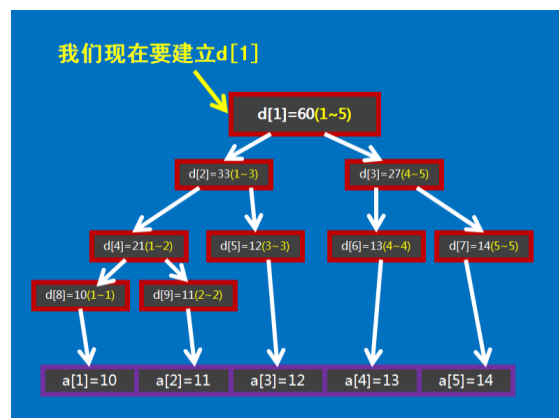 我们现在要建立d[1]
d[1]=60(1~5)
d[2]=33(1~3)
d[3]=27(4~5)
d[4]=21(1~2)
d[5]=12(3~3)
d[6]=13(4~4)
d[7]=14(5~5)
d[8]=10(1~1)
d[9]=11(2~2)
a[1]=10
a[2]=11
a[3]=12
a[4]=13
a[5]=14